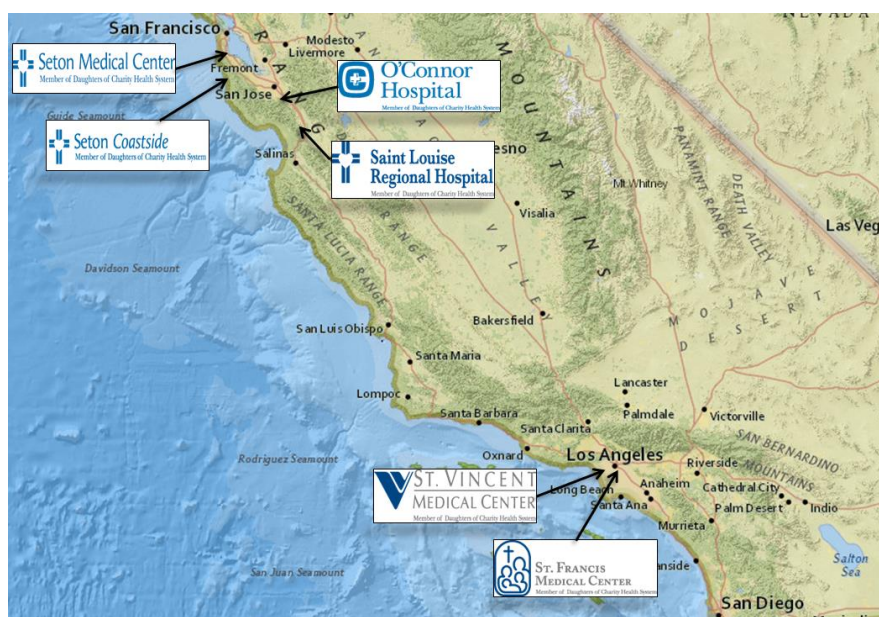 San Francisco
NEVADA
Modesto
Livermore
Seton Medical Center
Member of Daughters of Charity Health System
Fremont
O'Connor
Hospital
Member of Daughters of Charity Health System
San Jose
Guide Seamount
Seton Coastside
Member of Daughters of Charity Health System
Salinas
Saint Louise
Regional Hospital
Member of Daughters of Charity Health System
esno
MOUNTAINS
Mt. Whitney
PANAMINT RANGE
DEATH VALLEY
Visalia
Las Veg
SANTA LUCIA RANGE
RANGE
VALLEY
Davidson Seamount
MOJAVE
DESERT
San Luis Obispo
Bakersfield
Santa Maria
Lancaster
Lompoc
Palmdale
Victorville
Santa Barbara
Santa Clarita
SAN BERNARDINO
MOUNTAINS
Rodriguez Seamount
Oxnard
Los Angeles
Riverside
St. Vincent
Medical Center
Member of Daughters of Charity Health System
Long Beach
Anaheim
Cathedral City
Santa Ana
Palm Desert
Indio
Murrieta
St. Francis
Medical Center
Member of Daughters of Charity Health System
anside
Salton
Sea
San Juan Seamount
San Diego